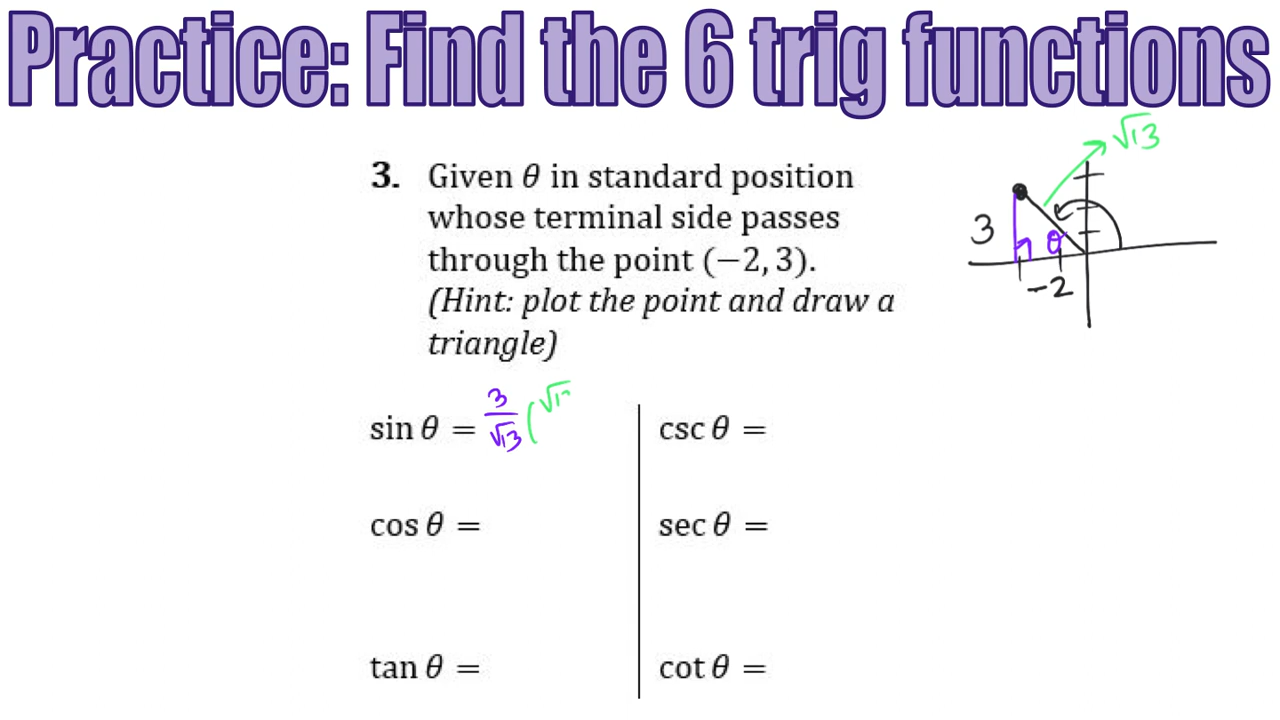 Practice: Find the 6 trig functions
3. Given θ in standard position
whose terminal side passes
through the point (−2, 3).
(Hint: plot the point and draw a
triangle)
√13
3
θ
−2
sin θ = 3/√13 (√1
csc θ =
cos θ =
sec θ =
tan θ =
cot θ =